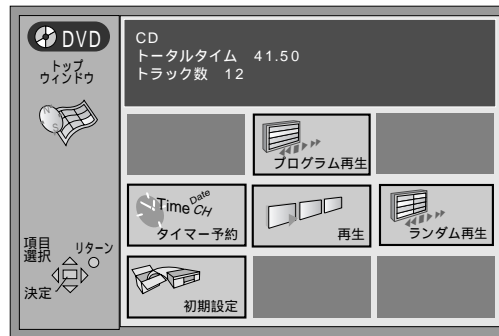 DVD
トップ
ウィンドウ
CD
トータルタイム 41.50
トラック数 12
プログラム再生
Time Date
CH
タイマー予約
再生
ランダム再生
初期設定
項目
選択
リターン
決定
N
S